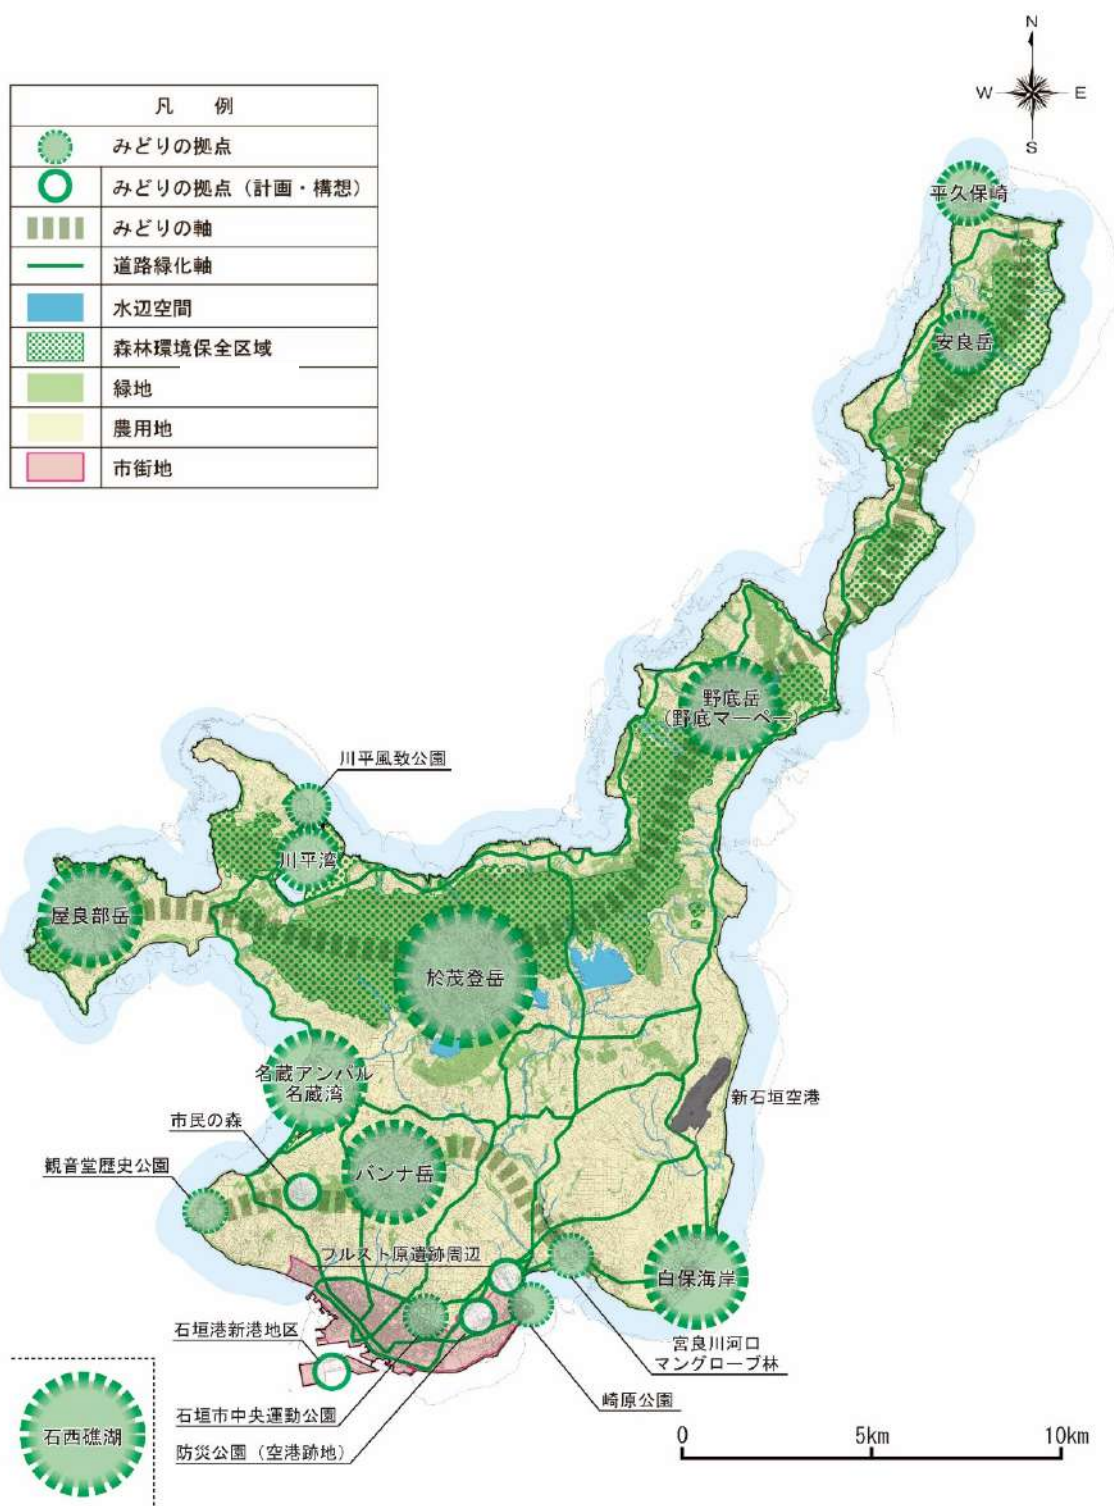 N
W
E
S
凡 例
みどりの拠点
みどりの拠点（計画・構想）
みどりの軸
道路緑化軸
水辺空間
森林環境保全区域
緑地
農用地
市街地
平久保崎
安良岳
野底岳
（野底マーペー）
川平風致公園
川平湾
屋良部岳
於茂登岳
名蔵アンパル
名蔵湾
新石垣空港
市民の森
観音堂歴史公園
バンナ岳
フルスト原遺跡周辺
白保海岸
石垣港新港地区
宮良川河口
マングローブ林
崎原公園
石垣市中央運動公園
防災公園（空港跡地）
石西礁湖
0
5km
10km